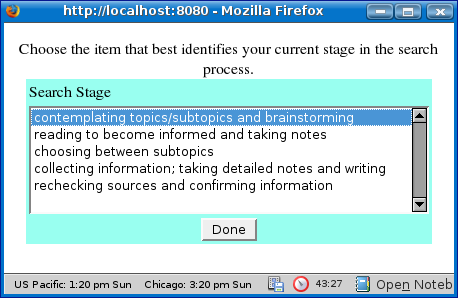 http://localhost:8080 - Mozilla Firefox
Choose the item that best identifies your current stage in the search
process.
Search Stage
contemplating topics/subtopics and brainstorming
reading to become informed and taking notes
choosing between subtopics
collecting information; taking detailed notes and writing
rechecking sources and confirming information
Done
US Pacific: 1:20 pm Sun Chicago: 3:20 pm Sun 43:27 Open Noteb